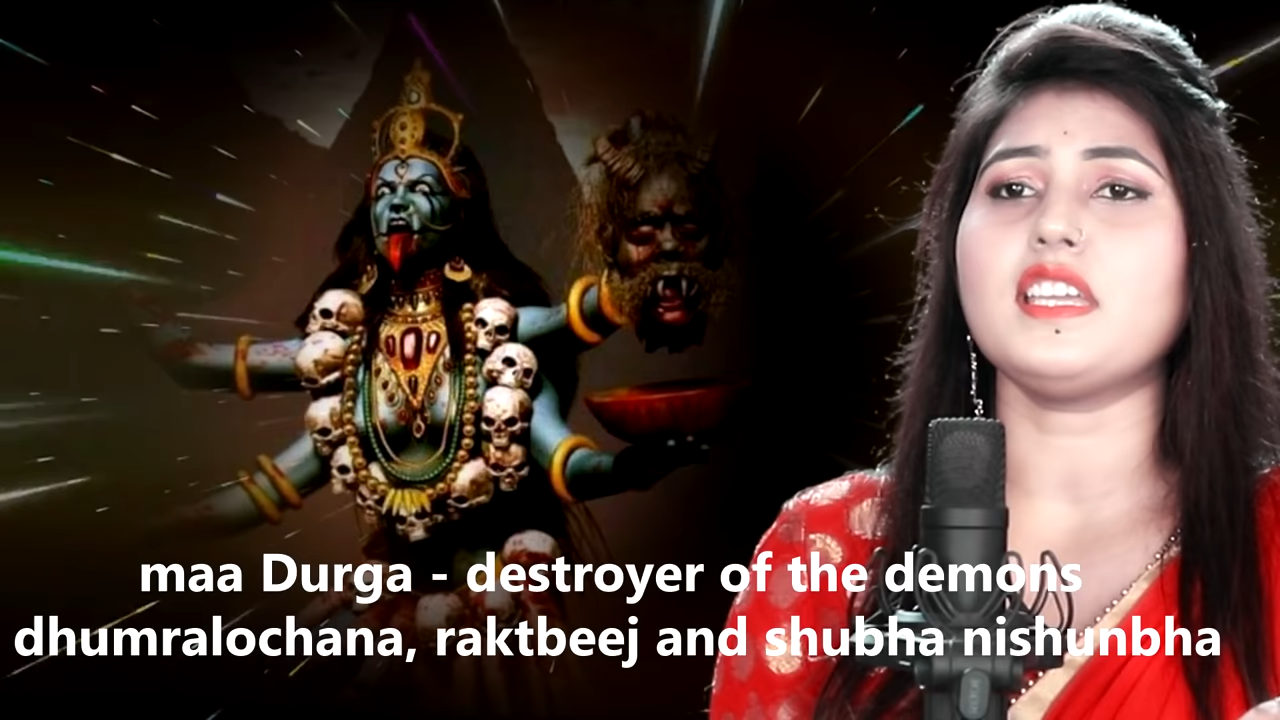 maa Durga - destroyer of the demons
dhumralochana, raktbeej and shubha nishunbha